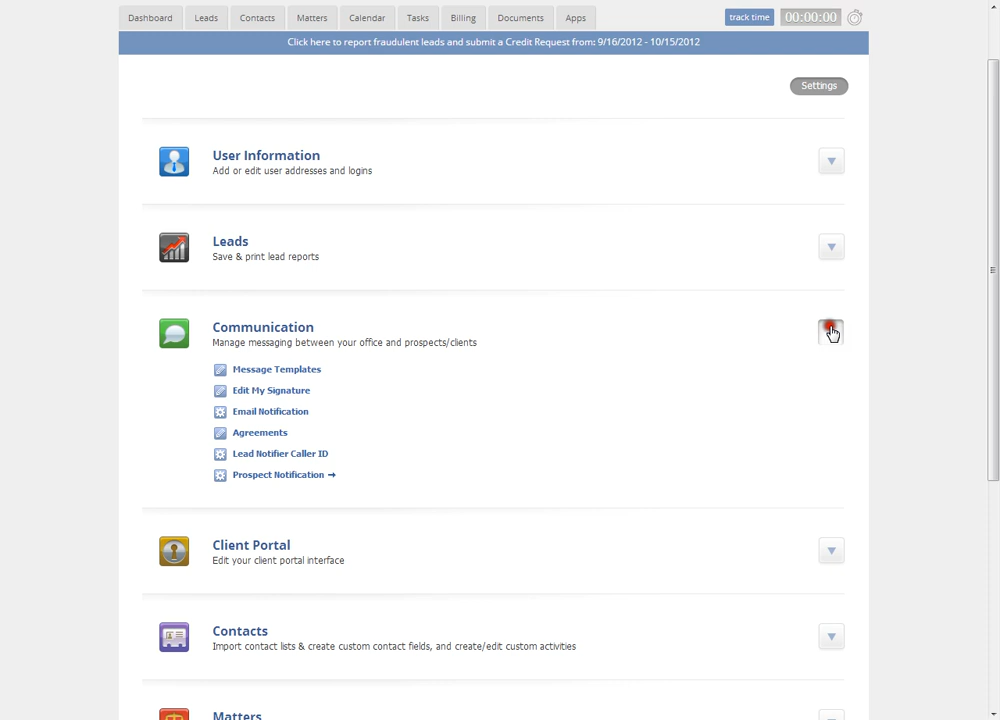 Dashboard Leads Contacts Matters Calendar Tasks Billing Documents Apps track time 00:00:00
Click here to report fraudulent leads and submit a Credit Request from: 9/16/2012 - 10/15/2012
Settings
User Information
Add or edit user addresses and logins
Leads
Save & print lead reports
Communication
Manage messaging between your office and prospects/clients
Message Templates
Edit My Signature
Email Notification
Agreements
Lead Notifier Caller ID
Prospect Notification →
Client Portal
Edit your client portal interface
Contacts
Import contact lists & create custom contact fields, and create/edit custom activities
Matters